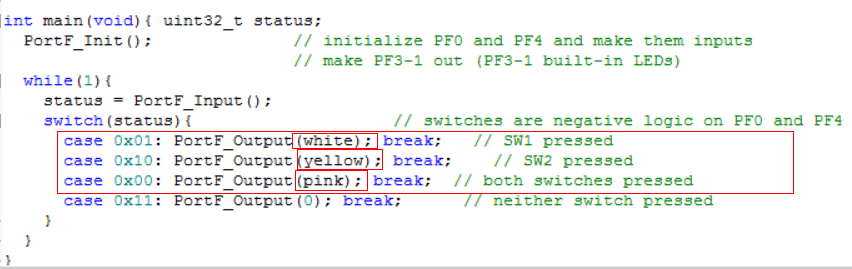 int main(void){ uint32_t status;
PortF_Init(); // initialize PF0 and PF4 and make them inputs
// make PF3-1 out (PF3-1 built-in LEDs)
while(1){
status = PortF_Input();
switch(status){ // switches are negative logic on PF0 and PF4
case 0x01: PortF_Output(white); break; // SW1 pressed
case 0x10: PortF_Output(yellow); break; // SW2 pressed
case 0x00: PortF_Output(pink); break; // both switches pressed
case 0x11: PortF_Output(0); break; // neither switch pressed
}
}
}